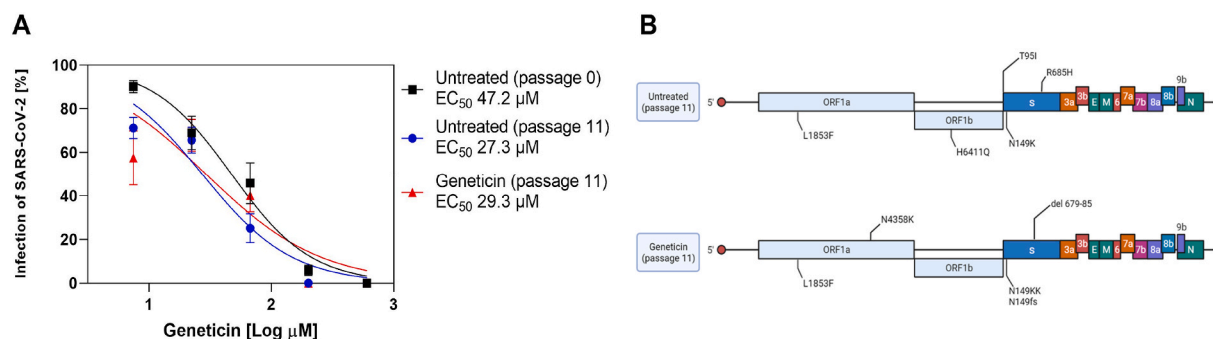 A
Infection of SARS-CoV-2 [%]
100
80
60
40
20
0
1
2
3
Geneticin [Log μM]
Untreated (passage 0)
EC50 47.2 μM
Untreated (passage 11)
EC50 27.3 μM
Geneticin (passage 11)
EC50 29.3 μM
B
Untreated
(passage 11)
5'
ORF1a
L1853F
ORF1b
H6411Q
T95I
R685H
S
N149K
3a
3b
E
M
6
7a
7b
8a
8b
9b
N
Geneticin
(passage 11)
5'
ORF1a
N4358K
L1853F
ORF1b
del 679-85
S
N149KK
N149fs
3a
3b
E
M
6
7a
7b
8a
8b
9b
N